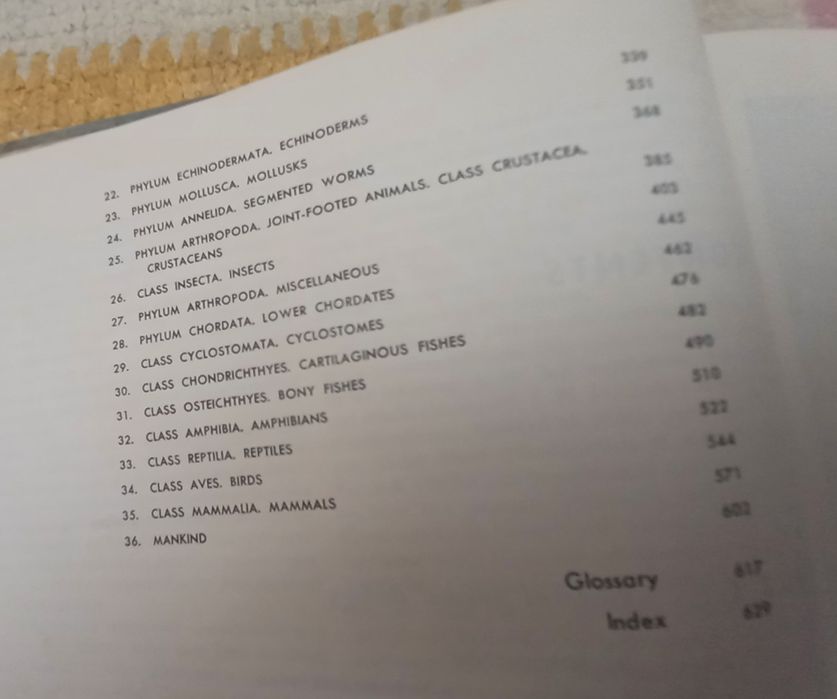 22. PHYLUM ECHINODERMATA. ECHINODERMS 339
23. PHYLUM MOLLUSCA. MOLLUSKS 351
24. PHYLUM ANNELIDA. SEGMENTED WORMS 368
25. PHYLUM ARTHROPODA. JOINT-FOOTED ANIMALS. CLASS CRUSTACEA.
CRUSTACEANS 385
26. CLASS INSECTA. INSECTS 403
27. PHYLUM ARTHROPODA. MISCELLANEOUS 445
28. PHYLUM CHORDATA. LOWER CHORDATES 462
29. CLASS CYCLOSTOMATA. CYCLOSTOMES 476
30. CLASS CHONDRICHTHYES. CARTILAGINOUS FISHES 482
31. CLASS OSTEICHTHYES. BONY FISHES 490
32. CLASS AMPHIBIA. AMPHIBIANS 510
33. CLASS REPTILIA. REPTILES 522
34. CLASS AVES. BIRDS 544
35. CLASS MAMMALIA. MAMMALS 571
36. MANKIND 602
Glossary 617
Index 629